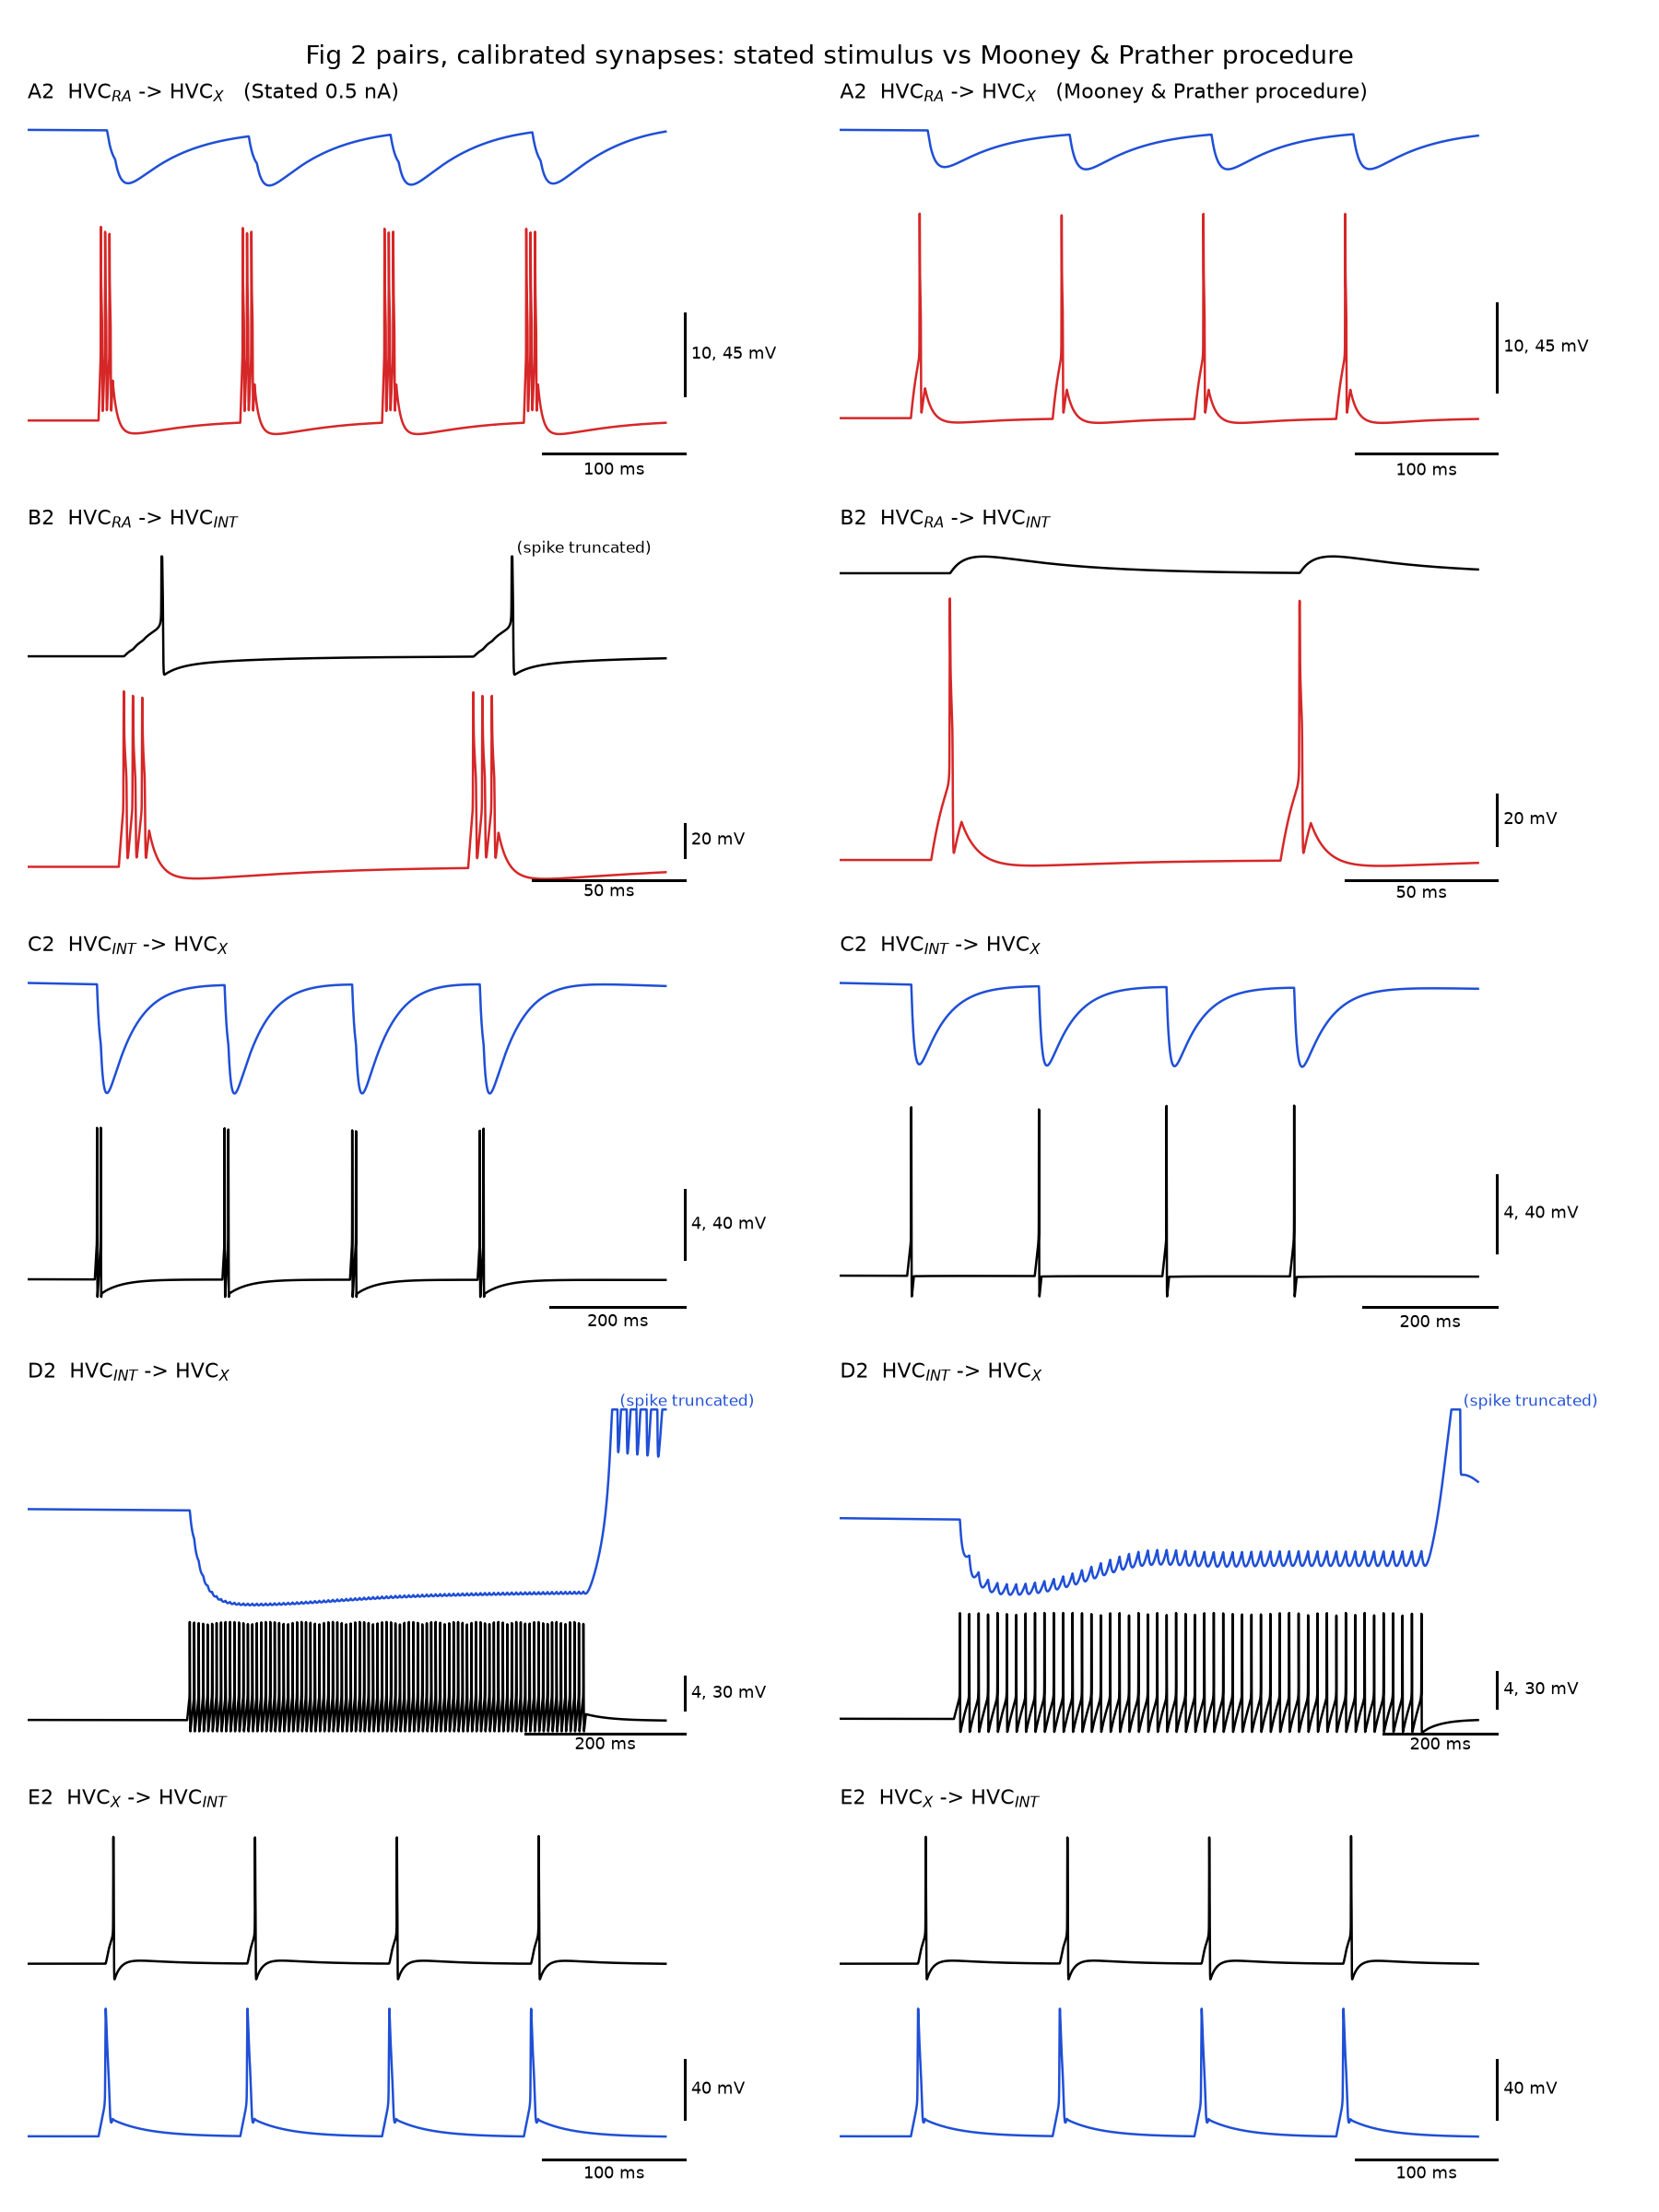 Fig 2 pairs, calibrated synapses: stated stimulus vs Mooney & Prather procedure
A2 HVC_RA -> HVC_X (Stated 0.5 nA)
A2 HVC_RA -> HVC_X (Mooney & Prather procedure)
10, 45 mV
10, 45 mV
100 ms
100 ms
B2 HVC_RA -> HVC_INT
B2 HVC_RA -> HVC_INT
(spike truncated)
20 mV
20 mV
50 ms
50 ms
C2 HVC_INT -> HVC_X
C2 HVC_INT -> HVC_X
4, 40 mV
4, 40 mV
200 ms
200 ms
D2 HVC_INT -> HVC_X
D2 HVC_INT -> HVC_X
(spike truncated)
(spike truncated)
4, 30 mV
4, 30 mV
200 ms
200 ms
E2 HVC_X -> HVC_INT
E2 HVC_X -> HVC_INT
40 mV
40 mV
100 ms
100 ms